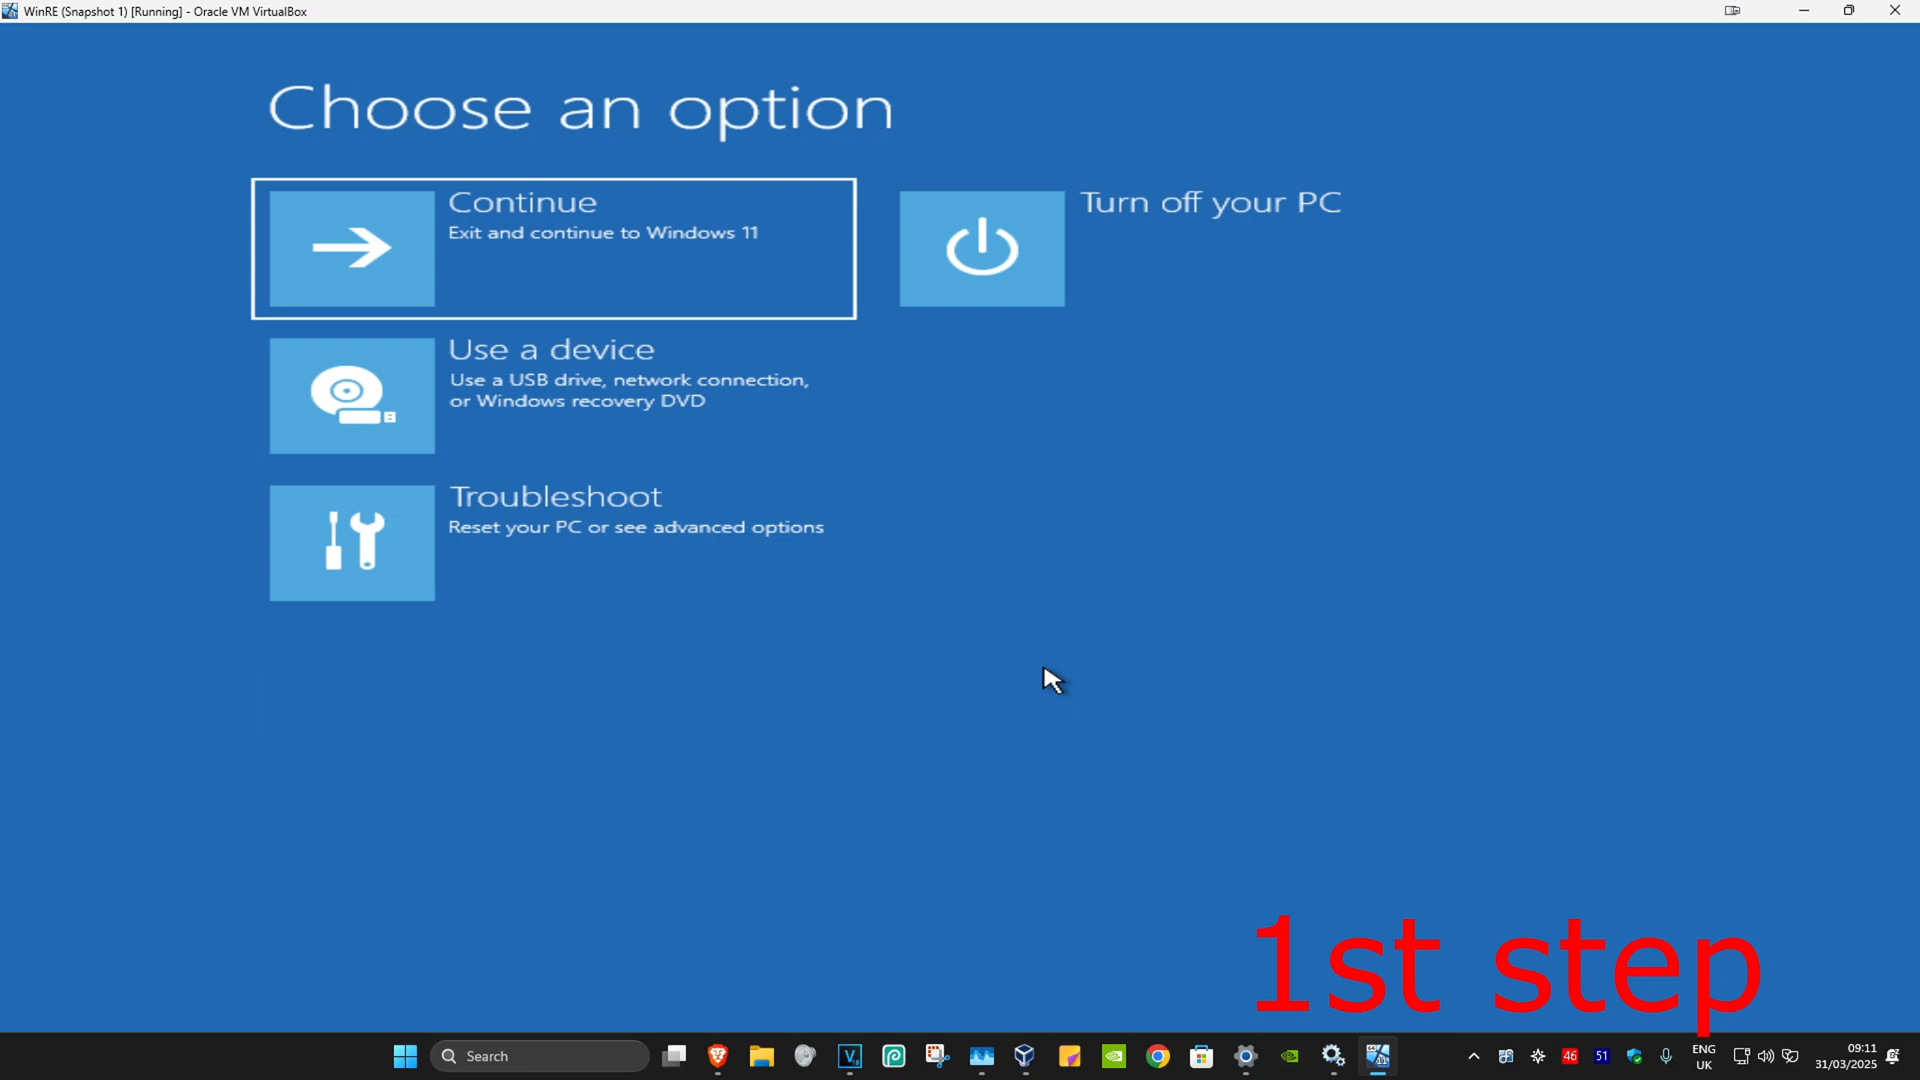 WinRE (Snapshot 1) [Running] - Oracle VM VirtualBox
Choose an option
Continue
Exit and continue to Windows 11
Turn off your PC
Use a device
Use a USB drive, network connection,
or Windows recovery DVD
Troubleshoot
Reset your PC or see advanced options
1st step
Search
46
51
ENG
UK
09:11
31/03/2025